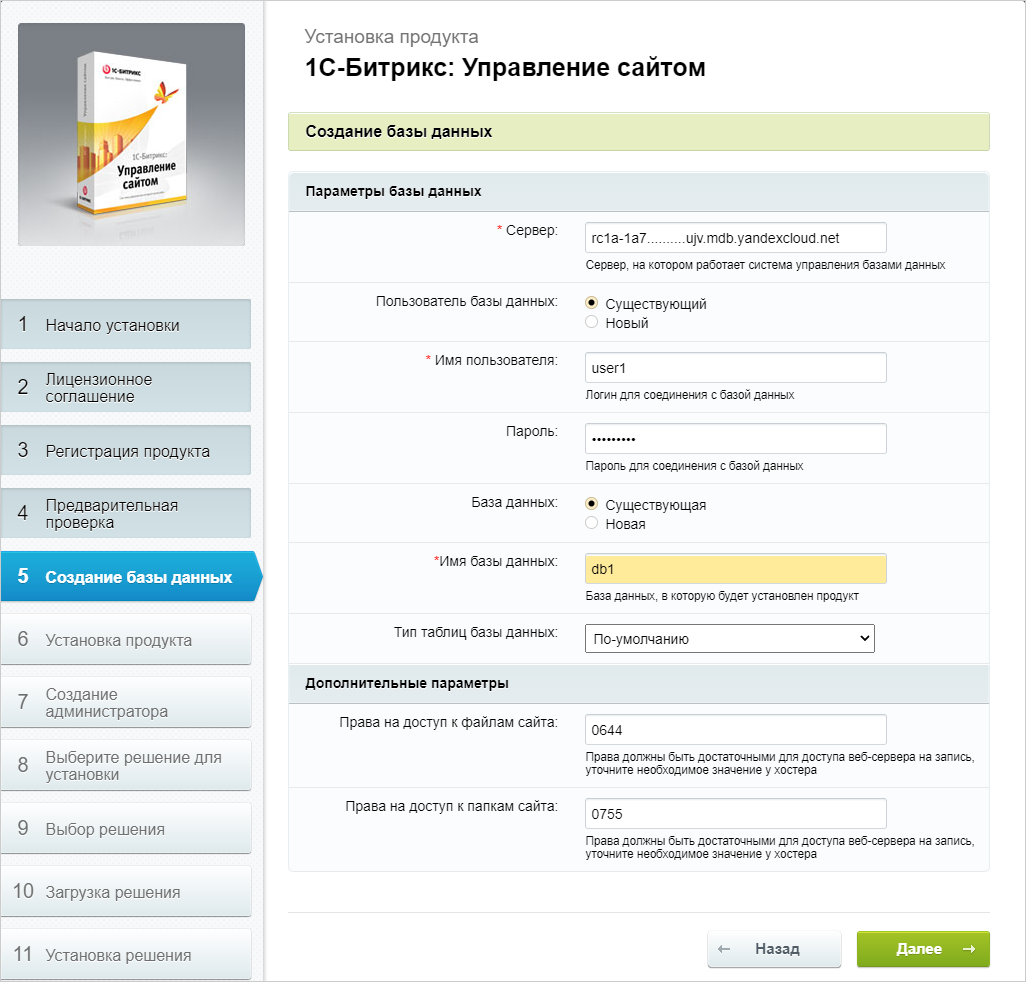 1С-БИТРИКС
1С-Битрикс:
Управление
сайтом
1 Начало установки
2 Лицензионное
соглашение
3 Регистрация продукта
4 Предварительная
проверка
5 Создание базы данных
6 Установка продукта
7 Создание
администратора
8 Выберите решение для
установки
9 Выбор решения
10 Загрузка решения
11 Установка решения
Установка продукта
1С-Битрикс: Управление сайтом
Создание базы данных
Параметры базы данных
* Сервер: rc1a-1a7..........ujv.mdb.yandexcloud.net
Сервер, на котором работает система управления базами данных
Пользователь базы данных: Существующий
Новый
* Имя пользователя: user1
Логин для соединения с базой данных
Пароль: •••••••••
Пароль для соединения с базой данных
База данных: Существующая
Новая
*Имя базы данных: db1
База данных, в которую будет установлен продукт
Тип таблиц базы данных: По-умолчанию
Дополнительные параметры
Права на доступ к файлам сайта: 0644
Права должны быть достаточными для доступа веб-сервера на запись,
уточните необходимое значение у хостера
Права на доступ к папкам сайта: 0755
Права должны быть достаточными для доступа веб-сервера на запись,
уточните необходимое значение у хостера
← Назад
Далее →